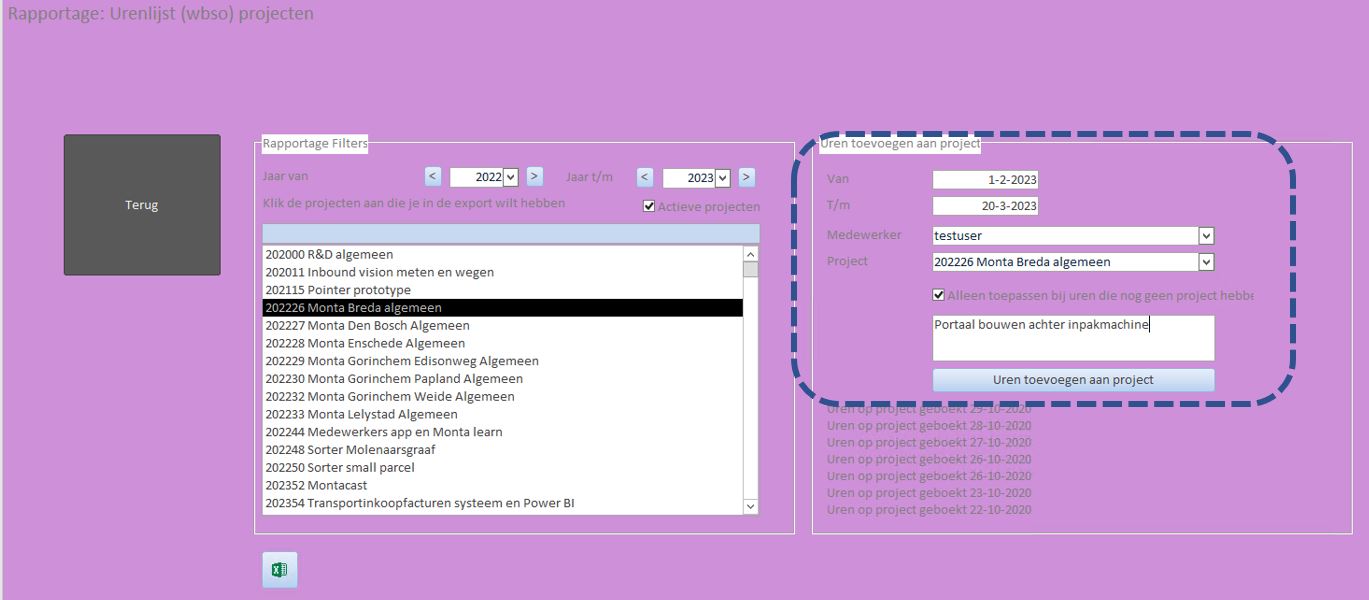 Rapportage: Urenlijst (wbso) projecten
Terug
Rapportage Filters
Jaar van < 2022 > Jaar t/m < 2023 >
Klik de projecten aan die je in de export wilt hebben Actieve projecten
202000 R&D algemeen
202011 Inbound vision meten en wegen
202115 Pointer prototype
202226 Monta Breda algemeen
202227 Monta Den Bosch Algemeen
202228 Monta Enschede Algemeen
202229 Monta Gorinchem Edisonweg Algemeen
202230 Monta Gorinchem Papland Algemeen
202232 Monta Gorinchem Weide Algemeen
202233 Monta Lelystad Algemeen
202244 Medewerkers app en Monta learn
202248 Sorter Molenaarsgraaf
202250 Sorter small parcel
202352 Montacast
202354 Transportinkoopfacturen systeem en Power BI
Uren toevoegen aan project
Van 1-2-2023
T/m 20-3-2023
Medewerker testuser
Project 202226 Monta Breda algemeen
Alleen toepassen bij uren die nog geen project hebbe
Portaal bouwen achter inpakmachine
Uren toevoegen aan project
Uren op project geboekt 29-10-2020
Uren op project geboekt 28-10-2020
Uren op project geboekt 27-10-2020
Uren op project geboekt 26-10-2020
Uren op project geboekt 26-10-2020
Uren op project geboekt 23-10-2020
Uren op project geboekt 22-10-2020